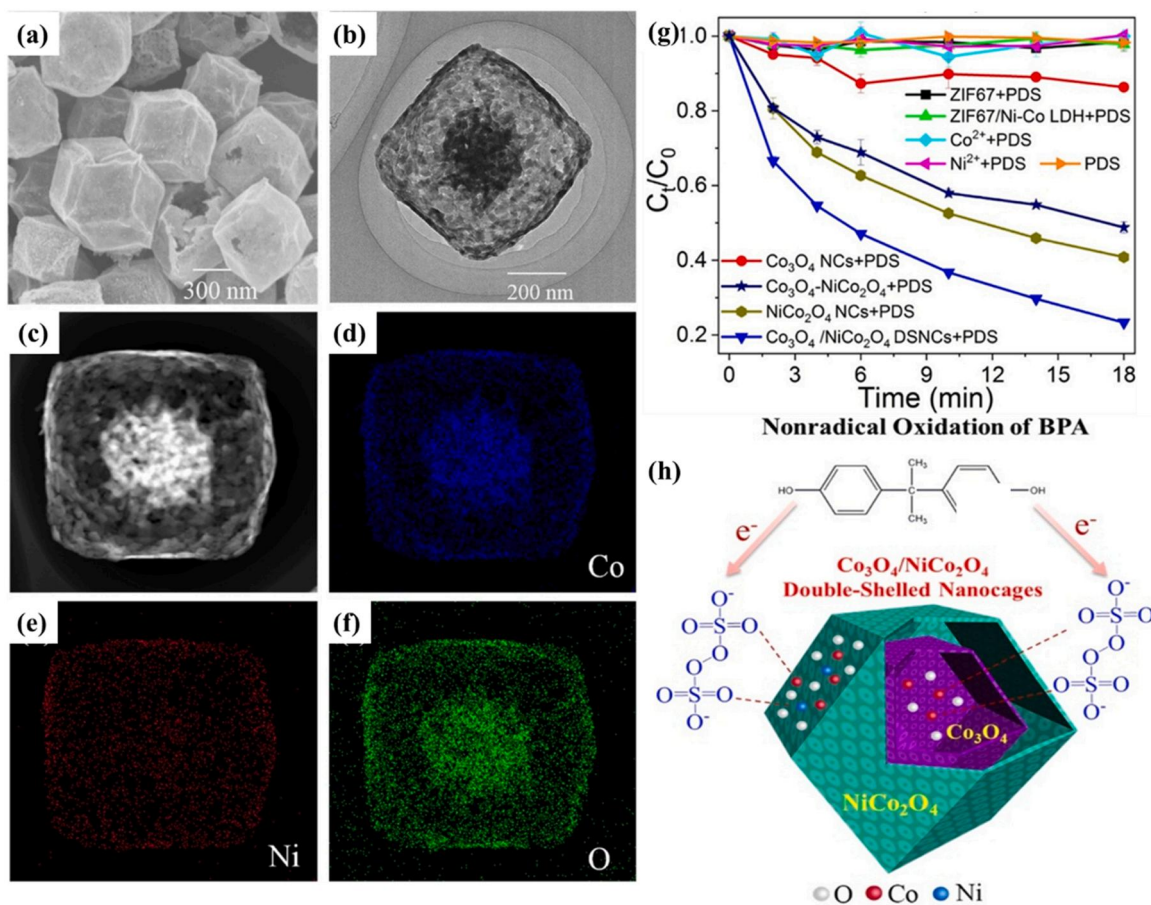 (a)
300 nm
(b)
200 nm
(c)
(d)
Co
Ni
(f)
O
(g)
C_t/C_0
1.0
0.8
0.6
0.4
0.2
0 3 6 9 12 15 18
Time (min)
ZIF67+PDS
ZIF67/Ni-Co LDH+PDS
Co²⁺+PDS
Ni²⁺+PDS PDS
Co₃O₄ NCs+PDS
Co₃O₄-NiCo₂O₄+PDS
NiCo₂O₄ NCs+PDS
Co₃O₄ /NiCo₂O₄ DSNCs+PDS
Nonradical Oxidation of BPA
(h)
CH₃
HO C OH
CH₃
e⁻ e⁻
Co₃O₄/NiCo₂O₄
Double-Shelled Nanocages
O⁻
O S O
O
O
O S O
O⁻
O⁻
O S O
O
O
O S O
O⁻
Co₃O₄
NiCo₂O₄
O Co Ni